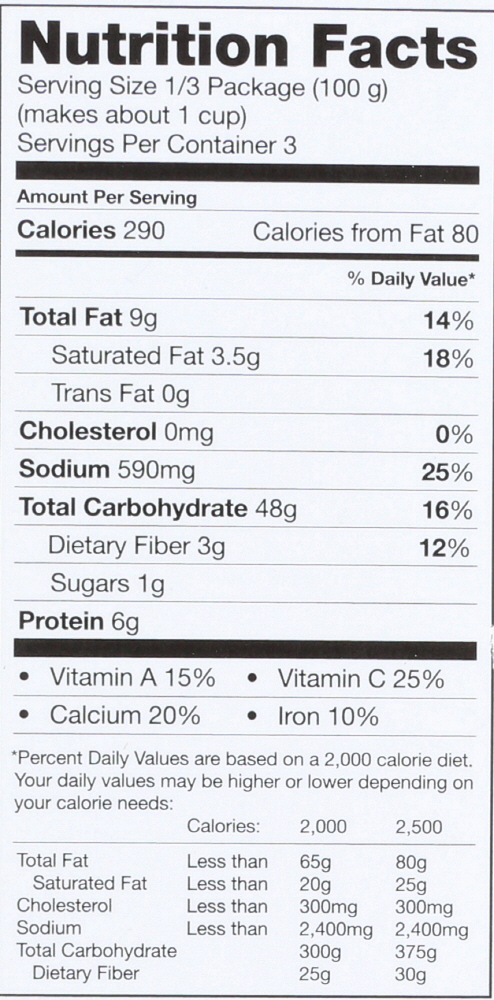 Nutrition Facts
Serving Size 1/3 Package (100 g)
(makes about 1 cup)
Servings Per Container 3
Amount Per Serving
Calories 290 Calories from Fat 80
% Daily Value*
Total Fat 9g 14%
Saturated Fat 3.5g 18%
Trans Fat 0g
Cholesterol 0mg 0%
Sodium 590mg 25%
Total Carbohydrate 48g 16%
Dietary Fiber 3g 12%
Sugars 1g
Protein 6g
• Vitamin A 15% • Vitamin C 25%
• Calcium 20% • Iron 10%
*Percent Daily Values are based on a 2,000 calorie diet.
Your daily values may be higher or lower depending on
your calorie needs:
Calories: 2,000 2,500
Total Fat Less than 65g 80g
Saturated Fat Less than 20g 25g
Cholesterol Less than 300mg 300mg
Sodium Less than 2,400mg 2,400mg
Total Carbohydrate 300g 375g
Dietary Fiber 25g 30g